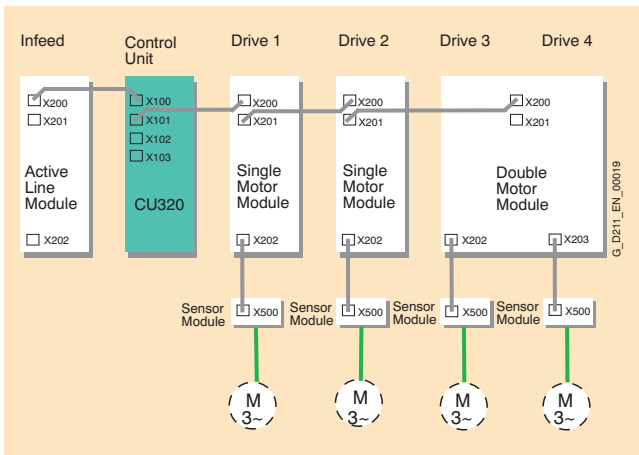 Infeed
Control
Unit
Drive 1
Drive 2
Drive 3
Drive 4
X200
X201
Active
Line
Module
X202
X100
X101
X102
X103
CU320
X200
X201
Single
Motor
Module
X202
X200
X201
Single
Motor
Module
X202
X200
X201
Double
Motor
Module
X202
X203
G_D211_EN_00019
Sensor
Module
X500
Sensor
Module
X500
Sensor
Module
X500
Sensor
Module
X500
M
3~
M
3~
M
3~
M
3~